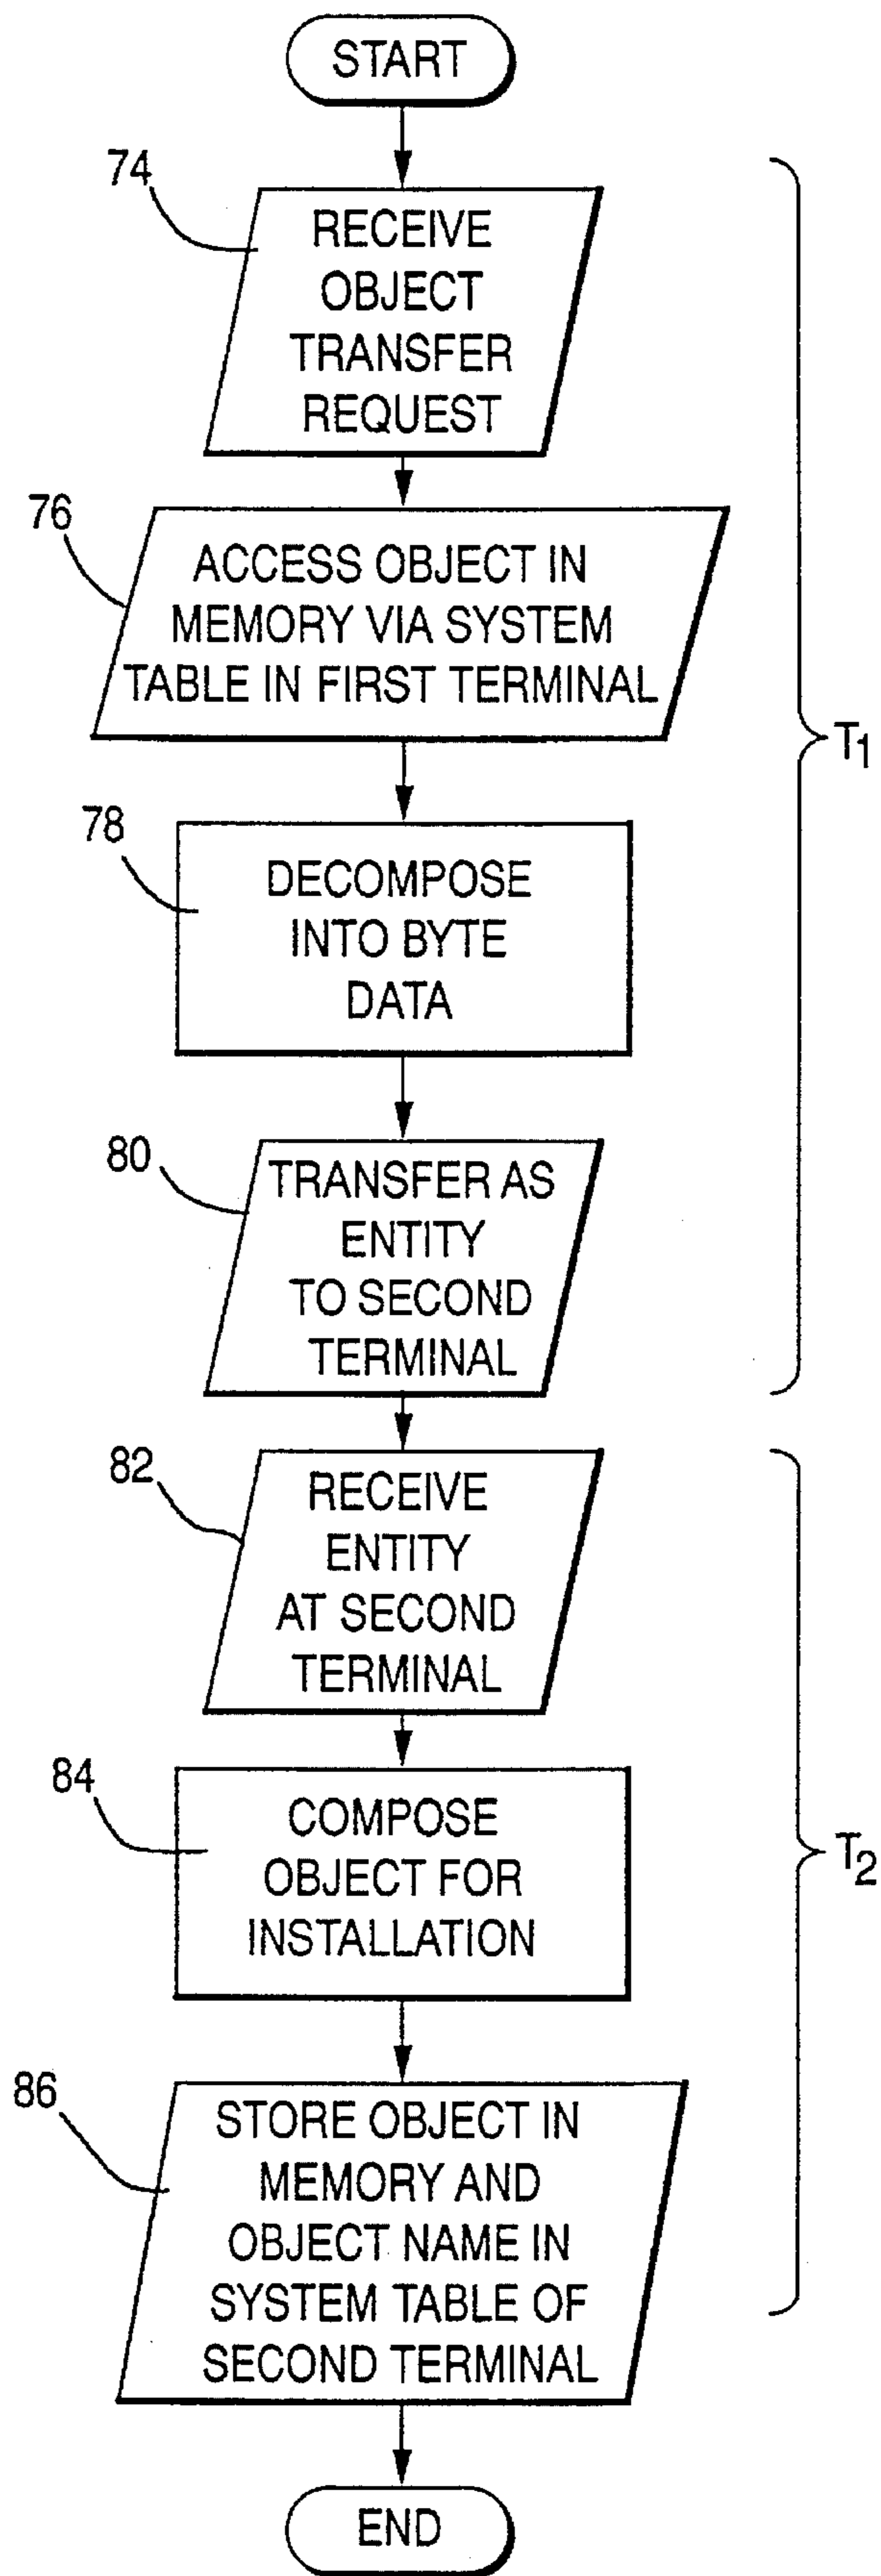 START
74
RECEIVE
OBJECT
TRANSFER
REQUEST
76
ACCESS OBJECT IN
MEMORY VIA SYSTEM
TABLE IN FIRST TERMINAL
T1
78
DECOMPOSE
INTO BYTE
DATA
80
TRANSFER AS
ENTITY
TO SECOND
TERMINAL
82
RECEIVE
ENTITY
AT SECOND
TERMINAL
84
COMPOSE
OBJECT FOR
INSTALLATION
T2
86
STORE OBJECT IN
MEMORY AND
OBJECT NAME IN
SYSTEM TABLE OF
SECOND TERMINAL
END